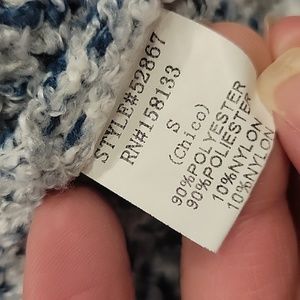 STYLE#52867
RN#158133
S
(Chico)
90%POLYESTER
90%POLIESTER
10%NYLON
10%NYLON